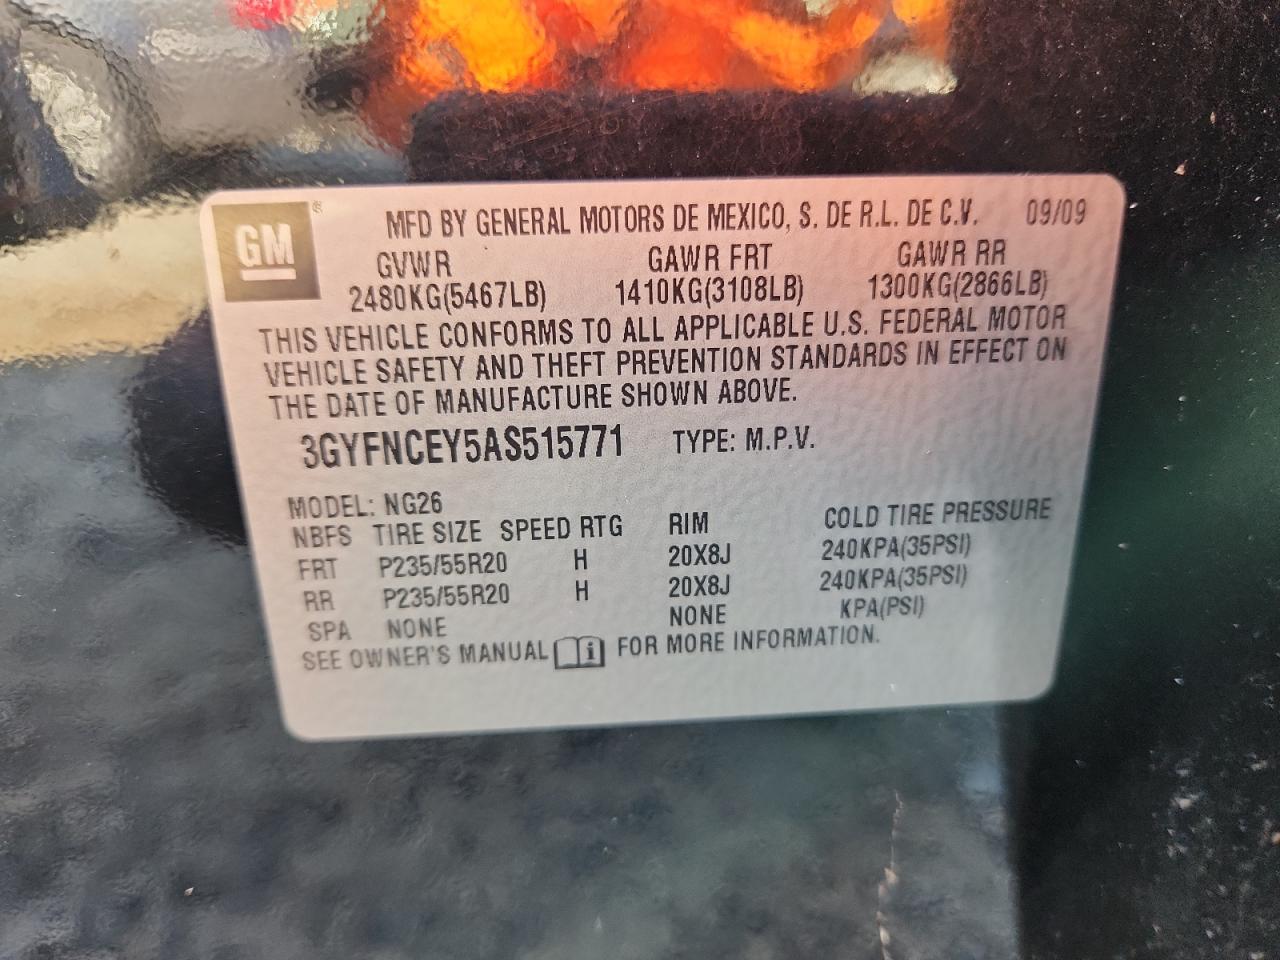 GM ® MFD BY GENERAL MOTORS DE MEXICO, S. DE R.L. DE C.V. 09/09
GVWR GAWR FRT GAWR RR
2480KG(5467LB) 1410KG(3108LB) 1300KG(2866LB)
THIS VEHICLE CONFORMS TO ALL APPLICABLE U.S. FEDERAL MOTOR
VEHICLE SAFETY AND THEFT PREVENTION STANDARDS IN EFFECT ON
THE DATE OF MANUFACTURE SHOWN ABOVE.
3GYFNCEY5AS515771 TYPE: M.P.V.
MODEL: NG26
NBFS TIRE SIZE SPEED RTG RIM COLD TIRE PRESSURE
FRT P235/55R20 H 20X8J 240KPA(35PSI)
RR P235/55R20 H 20X8J 240KPA(35PSI)
SPA NONE NONE KPA(PSI)
SEE OWNER'S MANUAL i FOR MORE INFORMATION.